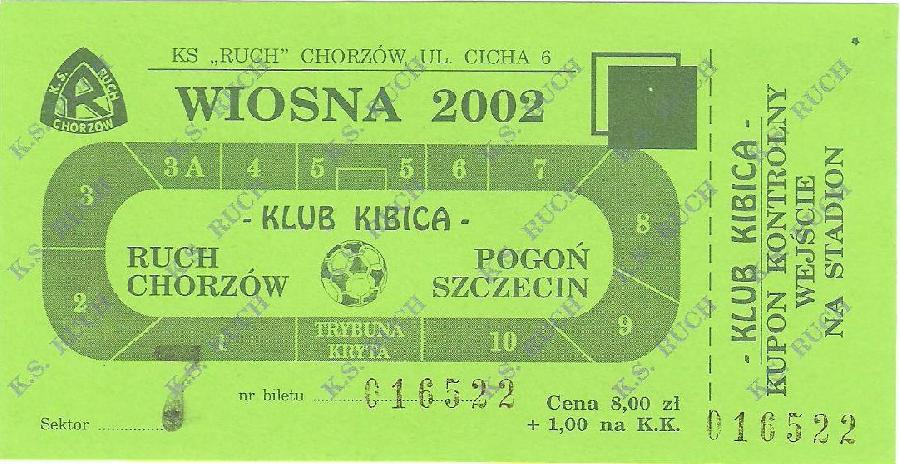 KS „RUCH" CHORZÓW, UL. CICHA 6
K.S. RUCH CHORZÓW
R
WIOSNA 2002
3 3A 4 5 5 6 7
- KLUB KIBICA -
8
RUCH CHORZÓW
POGOŃ SZCZECIN
2
9
1 TRYBUNA KRYTA 10
nr biletu 016522
Sektor 7
Cena 8,00 zł
+ 1,00 na K.K.
- KLUB KIBICA -
KUPON KONTROLNY
WEJŚCIE
NA STADION
016522
K.S. RUCH